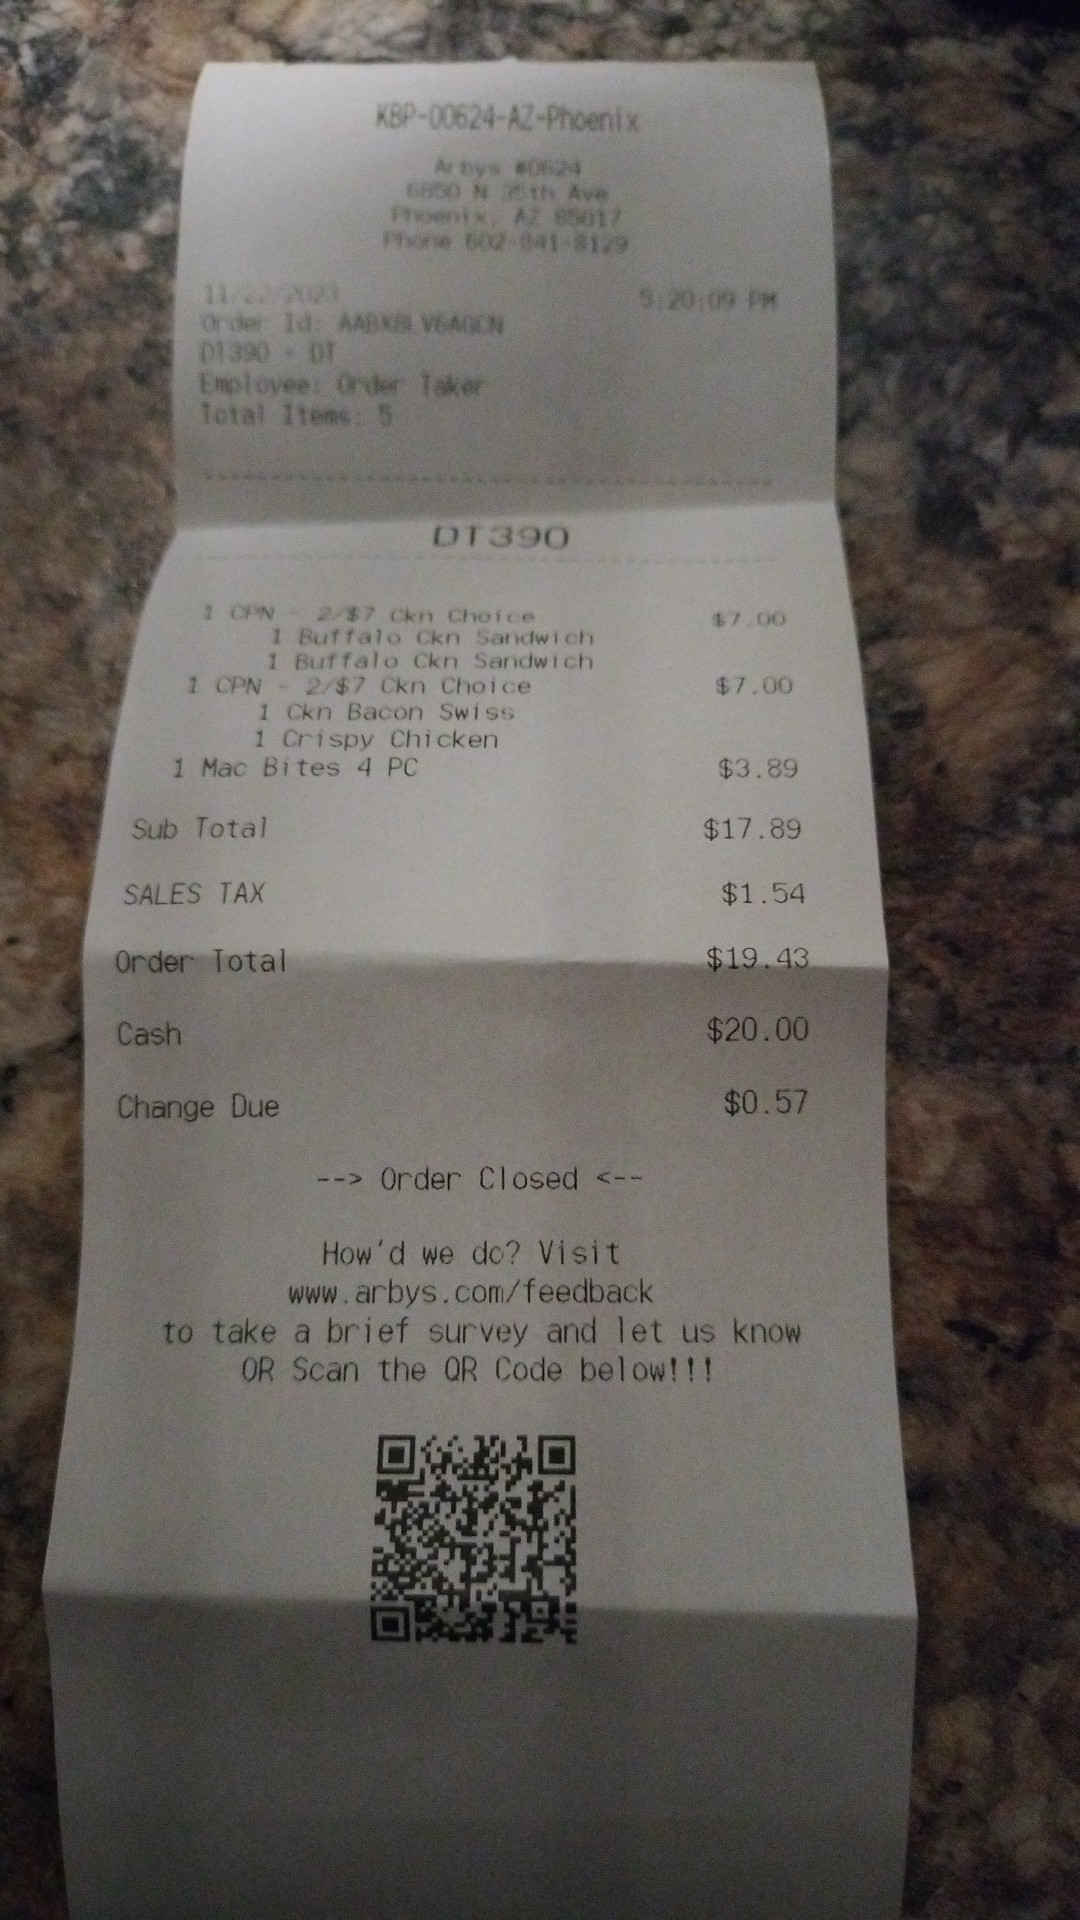 KBP-00624-AZ-Phoenix
Arbys #0624
6850 N 35th Ave
Phoenix, AZ 85017
Phone 602-841-8129
11/22/2023 5:20:09 PM
Order Id:
DT390 - DT
Employee: Order Taker
Total Items: 5
DT390
1 CPN - 2/$7 Ckn Choice $7.00
1 Buffalo Ckn Sandwich
1 Buffalo Ckn Sandwich
1 CPN - 2/$7 Ckn Choice $7.00
1 Ckn Bacon Swiss
1 Crispy Chicken
1 Mac Bites 4 PC $3.89
Sub Total $17.89
SALES TAX $1.54
Order Total $19.43
Cash $20.00
Change Due $0.57
--> Order Closed <--
How'd we do? Visit
www.arbys.com/feedback
to take a brief survey and let us know
OR Scan the QR Code below!!!